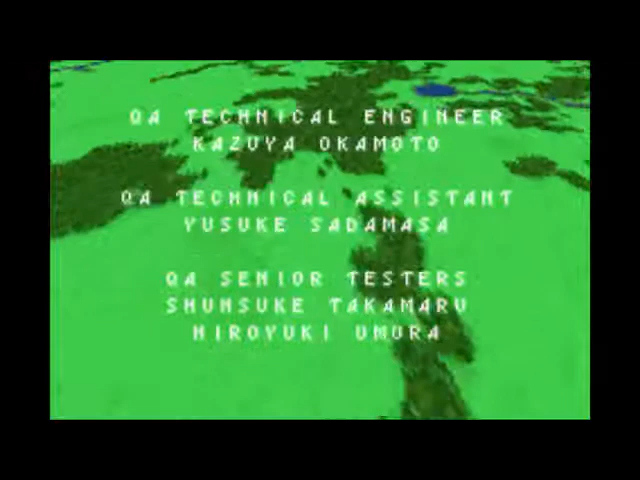 QA TECHNICAL ENGINEER
KAZUYA OKAMOTO
QA TECHNICAL ASSISTANT
YUSUKE SADAMASA
QA SENIOR TESTERS
SHUNSUKE TAKAMARU
HIROYUKI UMURA